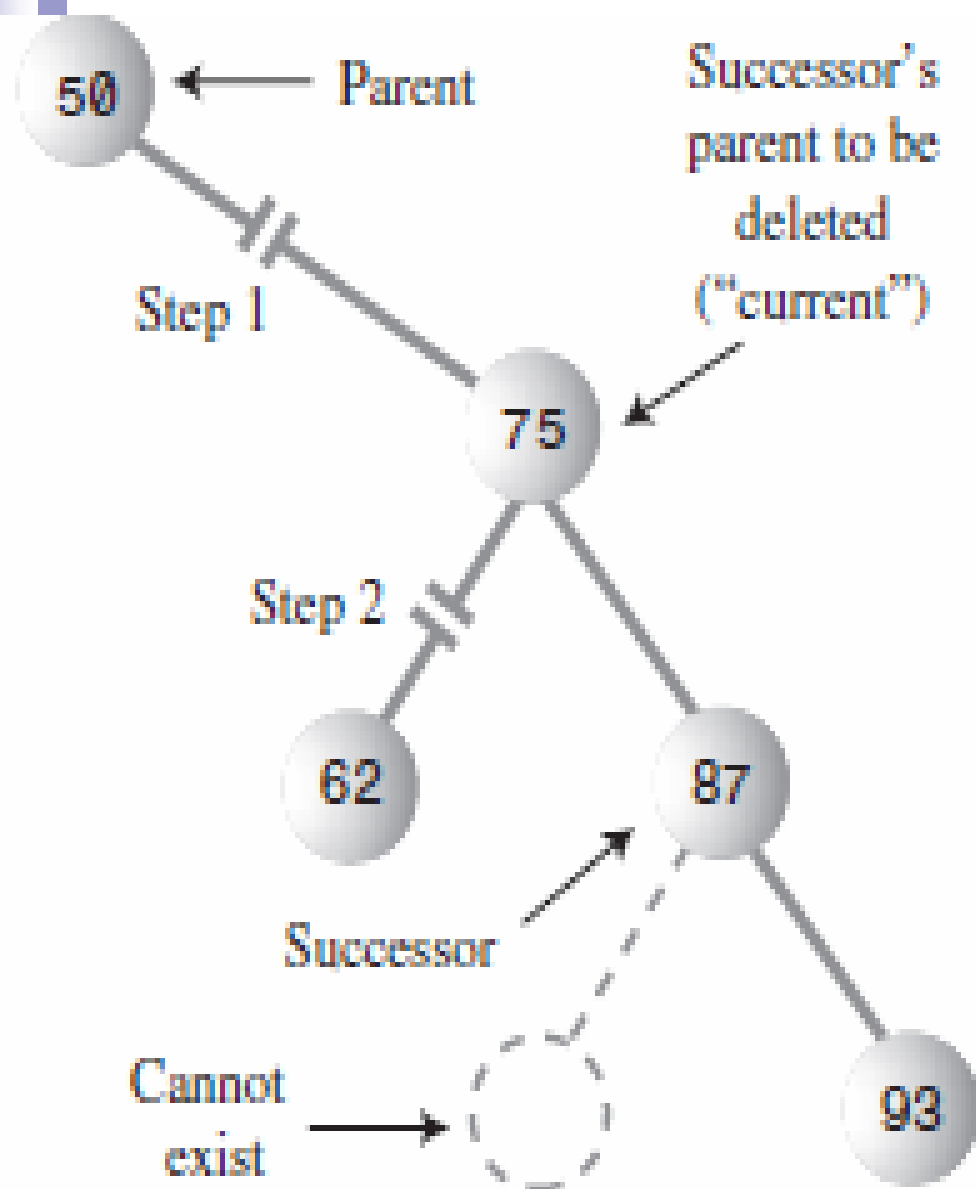 50
Parent
Successor's
parent to be
deleted
("current")
Step 1
75
Step 2
62
87
Successor
Cannot
exist
93